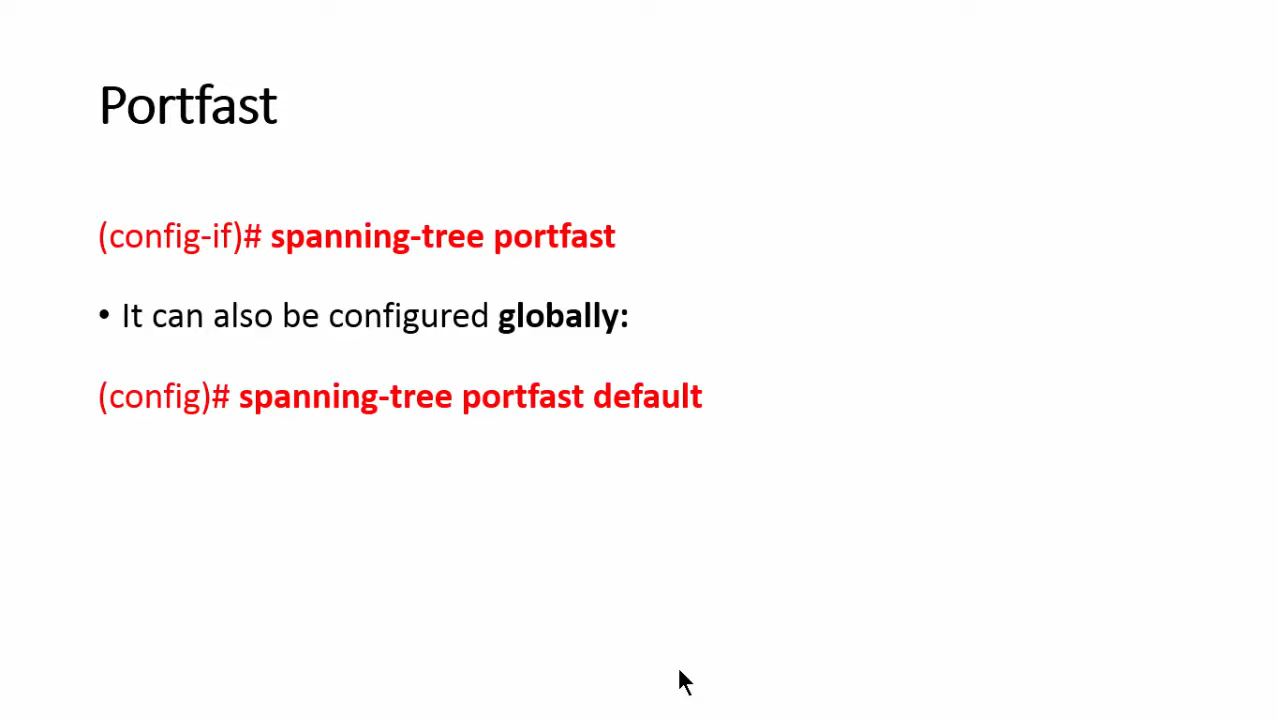 Portfast
(config-if)# spanning-tree portfast
• It can also be configured globally:
(config)# spanning-tree portfast default